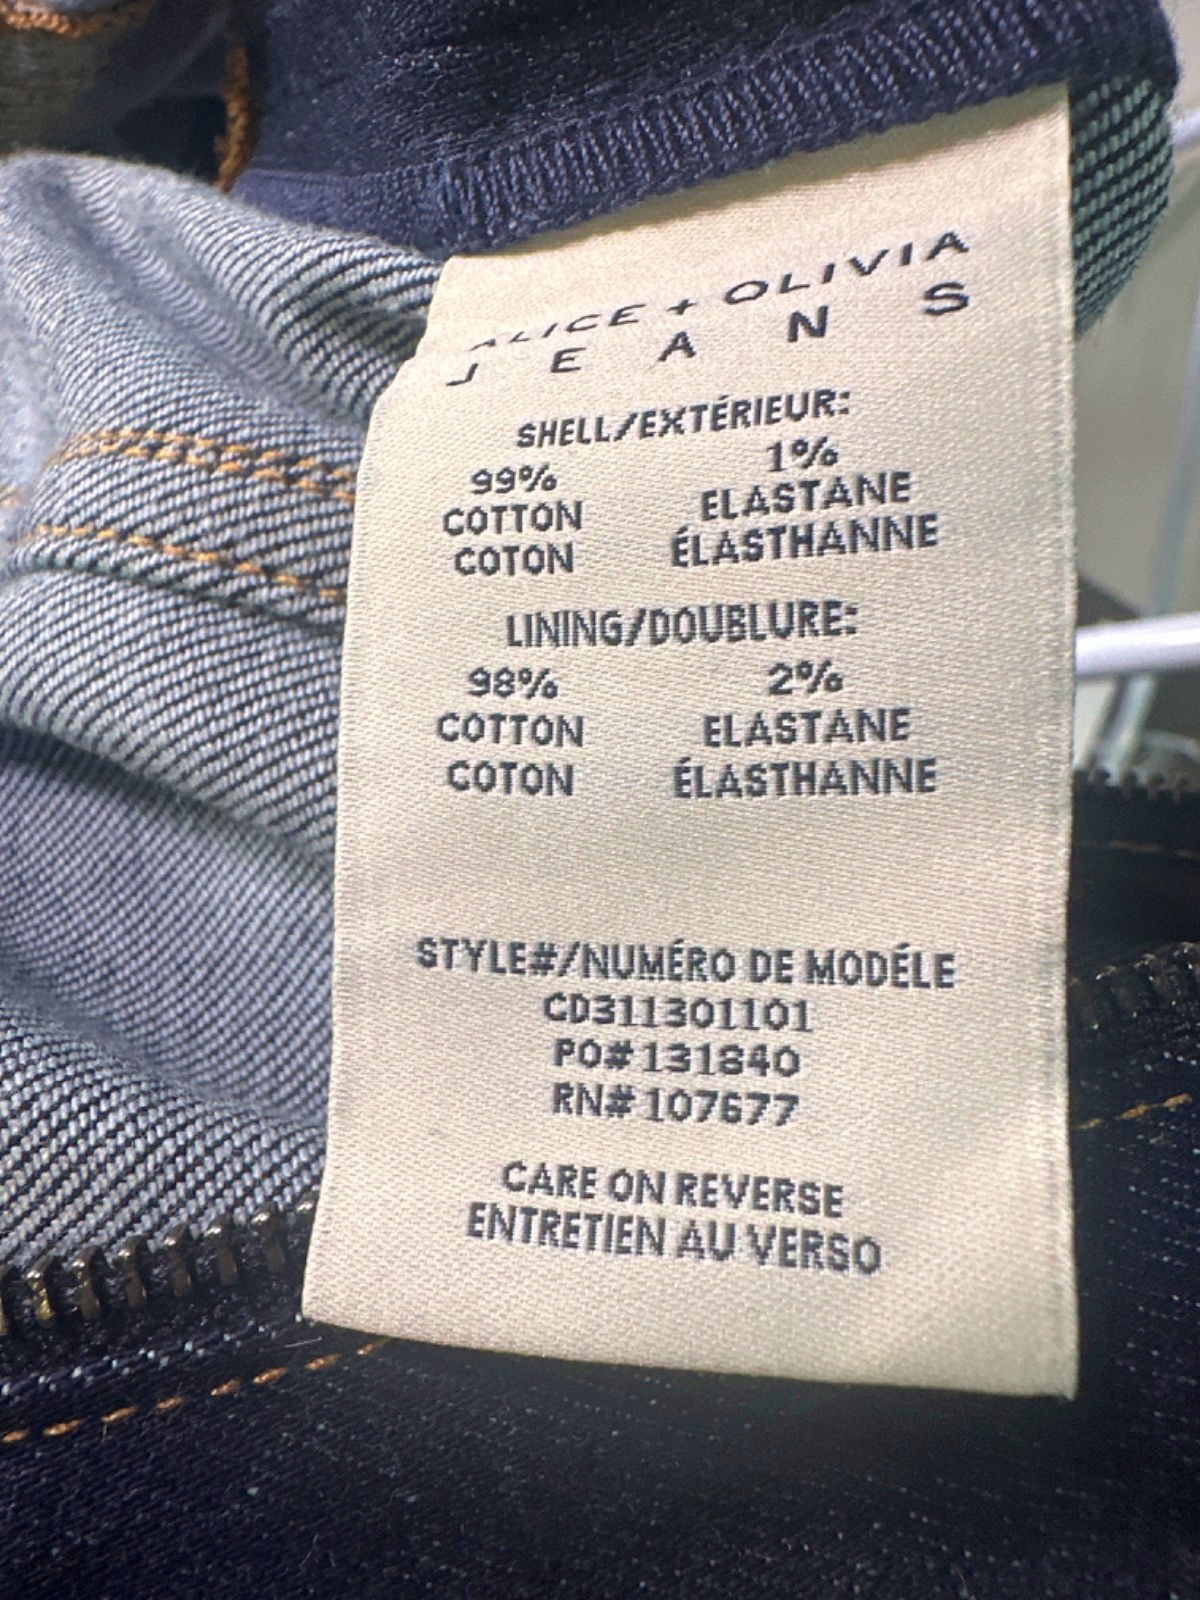 ALICE + OLIVIA
JEANS
SHELL/EXTÉRIEUR:
99% 1%
COTTON ELASTANE
COTON ÉLASTHANNE
LINING/DOUBLURE:
98% 2%
COTTON ELASTANE
COTON ÉLASTHANNE
STYLE#/NUMÉRO DE MODÉLE
CD311301101
PO#131840
RN#107677
CARE ON REVERSE
ENTRETIEN AU VERSO